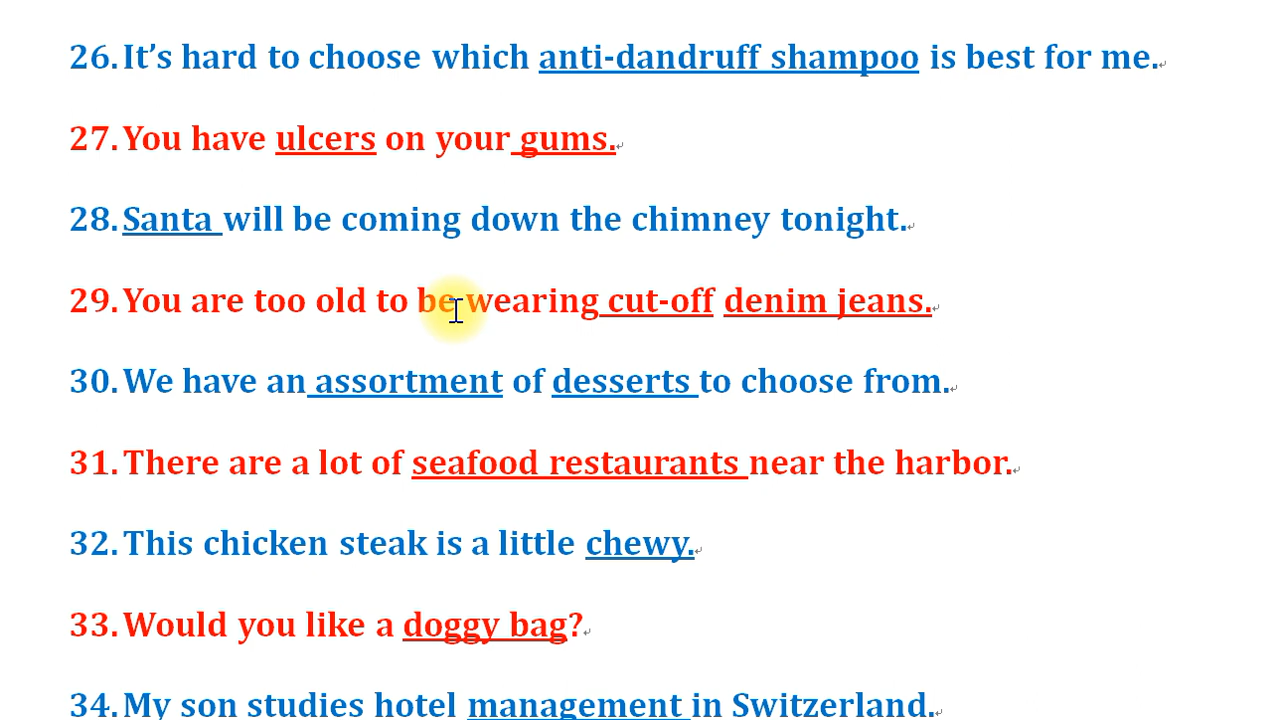 26. It’s hard to choose which anti-dandruff shampoo is best for me.
27. You have ulcers on your gums.
28. Santa will be coming down the chimney tonight.
29. You are too old to be wearing cut-off denim jeans.
30. We have an assortment of desserts to choose from.
31. There are a lot of seafood restaurants near the harbor.
32. This chicken steak is a little chewy.
33. Would you like a doggy bag?
34. My son studies hotel management in Switzerland.